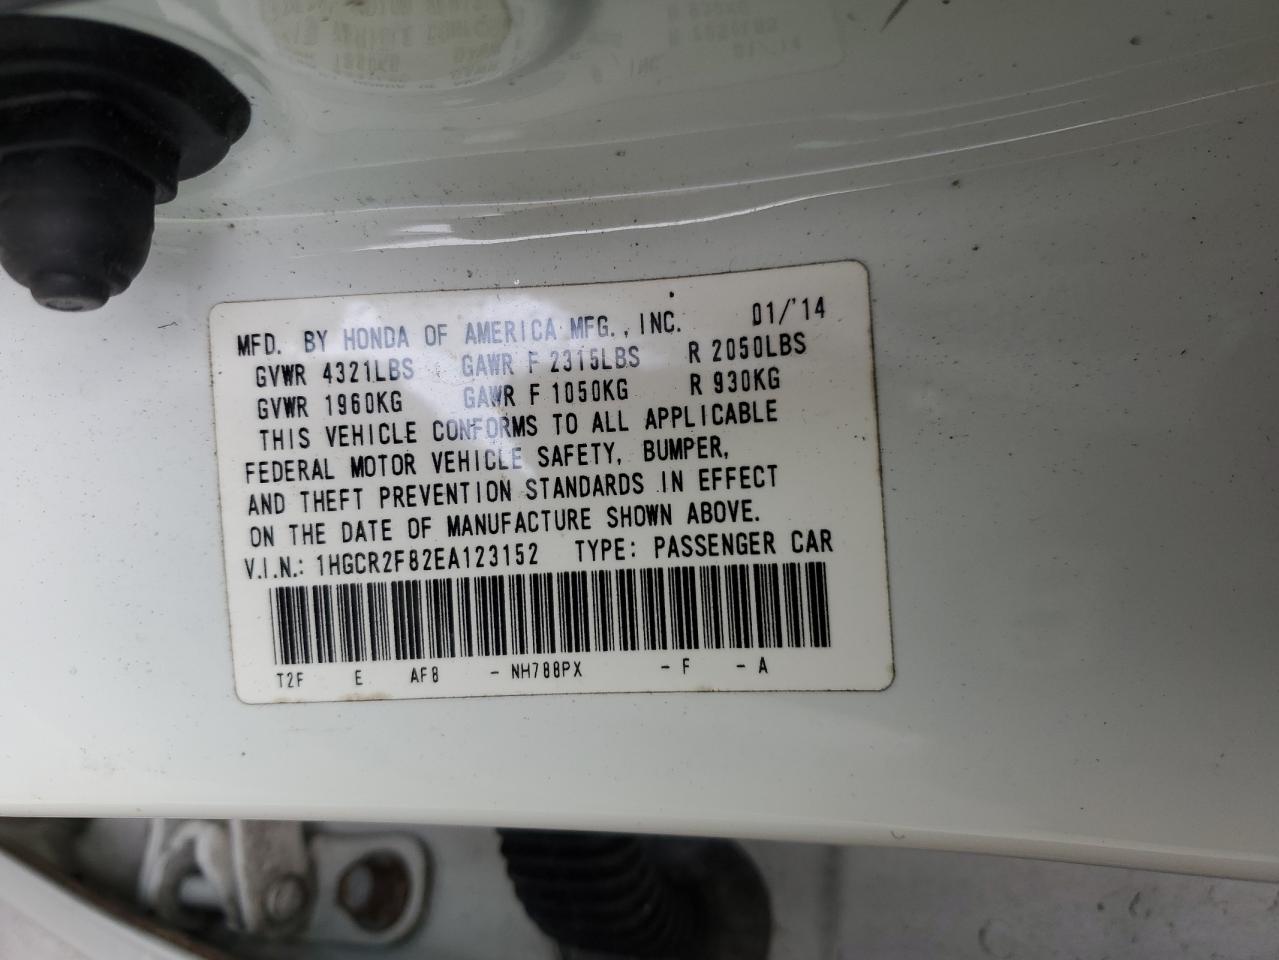 MFD. BY HONDA OF AMERICA MFG., INC. 01/'14
GVWR 4321LBS GAWR F 2315LBS R 2050LBS
GVWR 1960KG GAWR F 1050KG R 930KG
THIS VEHICLE CONFORMS TO ALL APPLICABLE
FEDERAL MOTOR VEHICLE SAFETY, BUMPER,
AND THEFT PREVENTION STANDARDS IN EFFECT
ON THE DATE OF MANUFACTURE SHOWN ABOVE.
V.I.N.: 1HGCR2F82EA123152 TYPE: PASSENGER CAR
T2F E AF8 - NH788PX - F - A